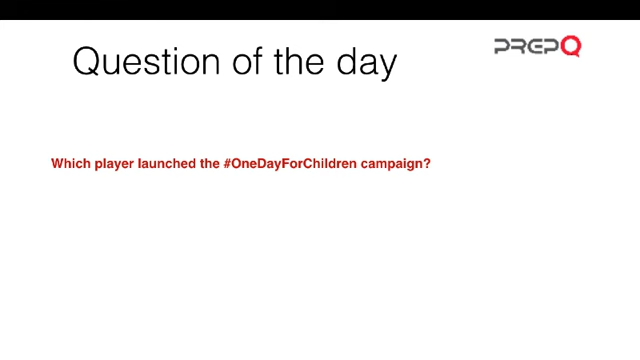 Question of the day
PREPQ
Which player launched the #OneDayForChildren campaign?